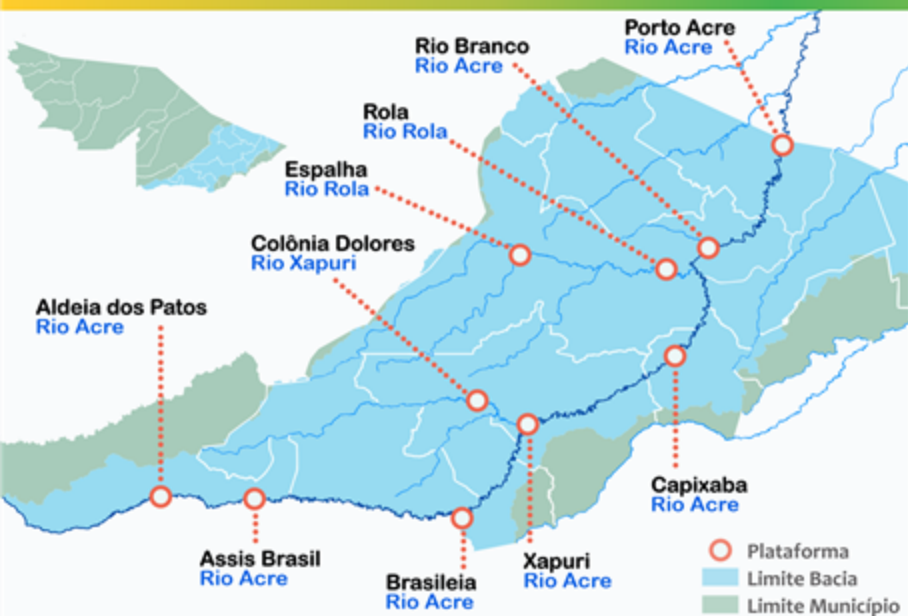 Porto Acre
Rio Acre
Rio Branco
Rio Acre
Rola
Rio Rola
Espalha
Rio Rola
Colônia Dolores
Rio Xapuri
Aldeia dos Patos
Rio Acre
Capixaba
Rio Acre
Assis Brasil
Rio Acre
Brasileia
Rio Acre
Xapuri
Rio Acre
Plataforma
Limite Bacia
Limite Município